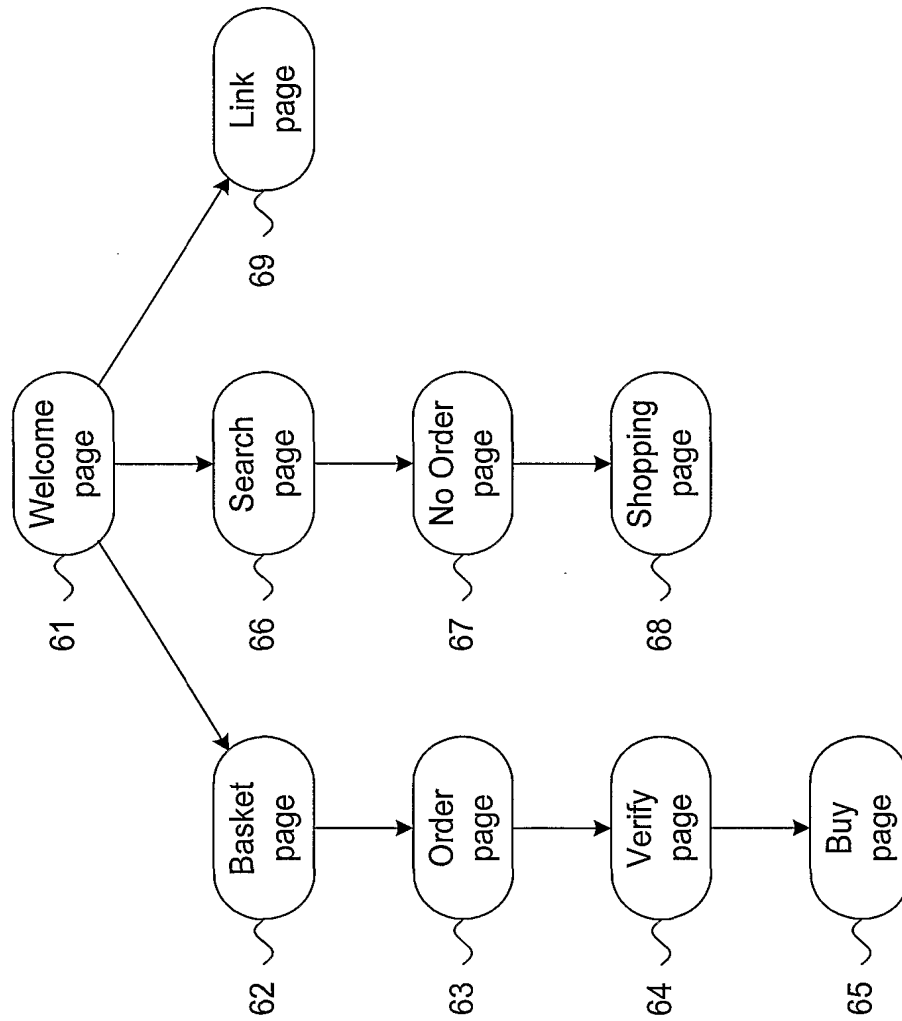 Welcome
page
61
Basket
page
62
Search
page
66
Link
page
69
Order
page
63
No Order
page
67
Verify
page
64
Shopping
page
68
Buy
page
65